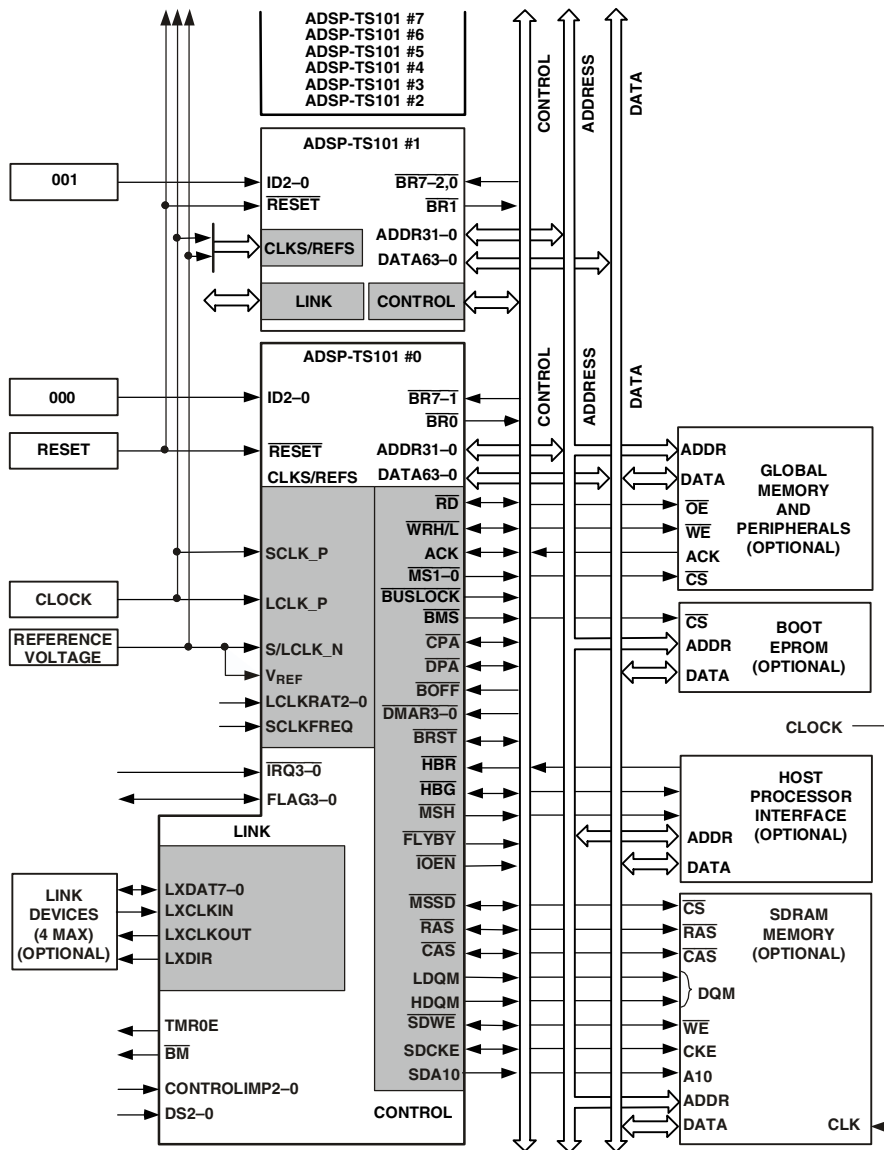 ADSP-TS101 #7
ADSP-TS101 #6
ADSP-TS101 #5
ADSP-TS101 #4
ADSP-TS101 #3
ADSP-TS101 #2
CONTROL
ADDRESS
DATA
ADSP-TS101 #1
001
ID2–0
BR7–2,0
RESET
BR1
ADDR31–0
CLKS/REFS
DATA63–0
LINK
CONTROL
CONTROL
ADDRESS
DATA
ADSP-TS101 #0
000
ID2–0
BR7–1
BR0
RESET
RESET
ADDR31–0
CLKS/REFS
DATA63–0
RD
WRH/L
SCLK_P
ACK
MS1–0
CLOCK
LCLK_P
BUSLOCK
BMS
REFERENCE
VOLTAGE
S/LCLK_N
CPA
VREF
DPA
LCLKRAT2–0
BOFF
SCLKFREQ
DMAR3–0
BRST
IRQ3–0
HBR
FLAG3–0
HBG
MSH
LINK
FLYBY
IOEN
LINK
DEVICES
(4 MAX)
(OPTIONAL)
LXDAT7–0
LXCLKIN
LXCLKOUT
LXDIR
MSSD
RAS
CAS
LDQM
HDQM
TMR0E
SDWE
BM
SDCKE
SDA10
CONTROLIMP2–0
DS2–0
CONTROL
ADDR
DATA
OE
WE
ACK
CS
GLOBAL
MEMORY
AND
PERIPHERALS
(OPTIONAL)
CS
ADDR
DATA
BOOT
EPROM
(OPTIONAL)
CLOCK
HOST
PROCESSOR
INTERFACE
(OPTIONAL)
ADDR
DATA
CS
RAS
CAS
SDRAM
MEMORY
(OPTIONAL)
DQM
WE
CKE
A10
ADDR
DATA
CLK